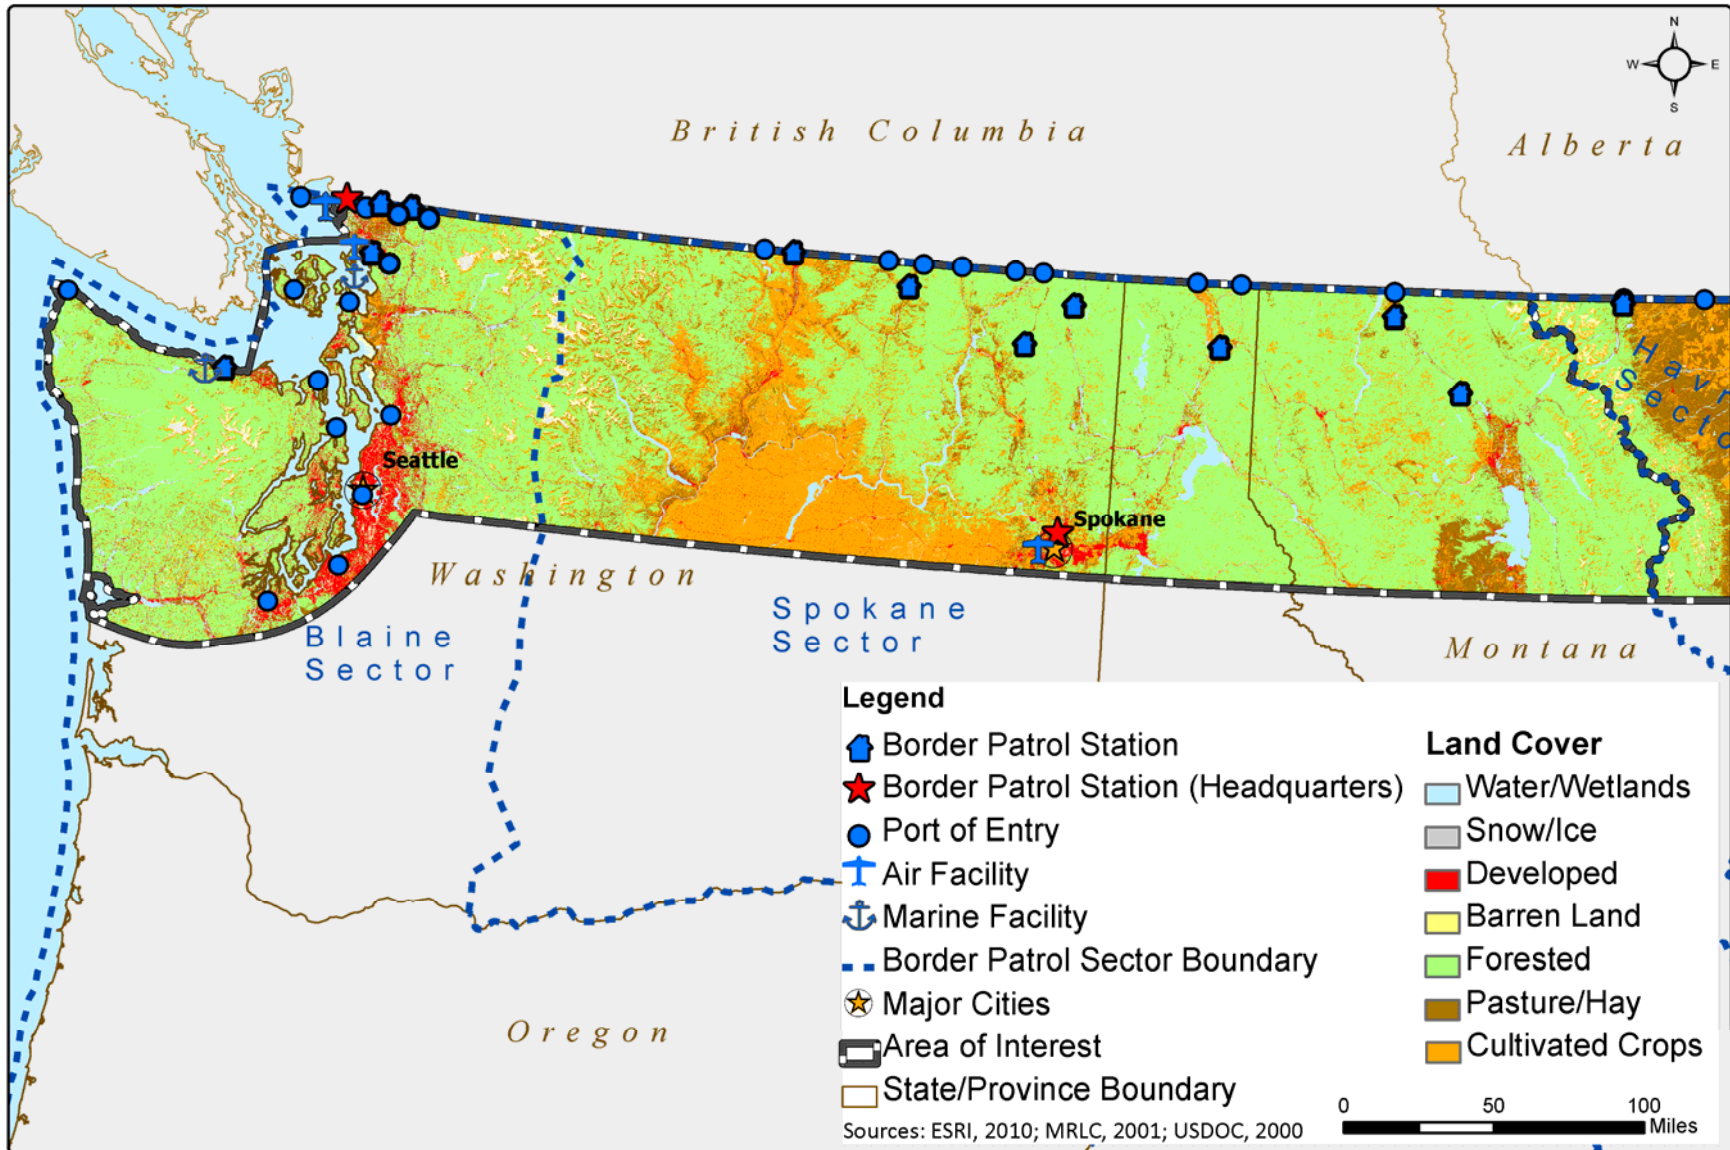 N
W E
S
British Columbia
Alberta
Havr
Secto
Seattle
Spokane
Washington
Blaine
Sector
Spokane
Sector
Montana
Oregon
Legend
Border Patrol Station
Border Patrol Station (Headquarters)
Port of Entry
Air Facility
Marine Facility
Border Patrol Sector Boundary
Major Cities
Area of Interest
State/Province Boundary
Sources: ESRI, 2010; MRLC, 2001; USDOC, 2000
Land Cover
Water/Wetlands
Snow/Ice
Developed
Barren Land
Forested
Pasture/Hay
Cultivated Crops
0 50 100
Miles